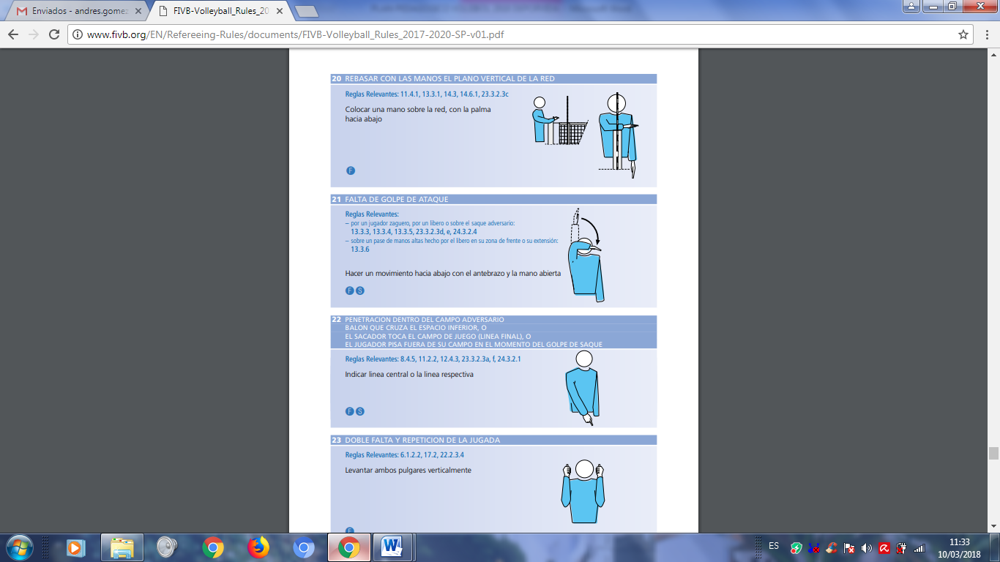 Enviados - andres.gomez
FIVB-Volleyball_Rules_20
www.fivb.org/EN/Refereeing-Rules/documents/FIVB-Volleyball_Rules_2017-2020-SP-v01.pdf
20 REBASAR CON LAS MANOS EL PLANO VERTICAL DE LA RED
Reglas Relevantes: 11.4.1, 13.3.1, 14.3, 14.6.1, 23.3.2.3c
Colocar una mano sobre la red, con la palma
hacia abajo
F
21 FALTA DE GOLPE DE ATAQUE
Reglas Relevantes:
– por un jugador zaguero, por un libero o sobre el saque adversario:
13.3.3, 13.3.4, 13.3.5, 23.3.2.3d, e, 24.3.2.4
– sobre un pase de manos altas hecho por el libero en su zona de frente o su extensión:
13.3.6
Hacer un movimiento hacia abajo con el antebrazo y la mano abierta
F S
22 PENETRACION DENTRO DEL CAMPO ADVERSARIO
BALON QUE CRUZA EL ESPACIO INFERIOR, O
EL SACADOR TOCA EL CAMPO DE JUEGO (LINEA FINAL), O
EL JUGADOR PISA FUERA DE SU CAMPO EN EL MOMENTO DEL GOLPE DE SAQUE
Reglas Relevantes: 8.4.5, 11.2.2, 12.4.3, 23.3.2.3a, f, 24.3.2.1
Indicar linea central o la linea respectiva
F S
23 DOBLE FALTA Y REPETICION DE LA JUGADA
Reglas Relevantes: 6.1.2.2, 17.2, 22.2.3.4
Levantar ambos pulgares verticalmente
F
ES
11:33
10/03/2018